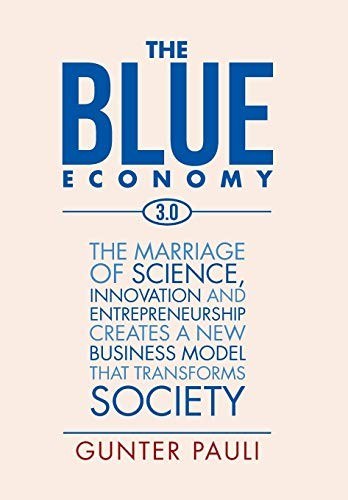 THE
BLUE
ECONOMY
3.0
THE MARRIAGE
OF SCIENCE,
INNOVATION AND
ENTREPRENEURSHIP
CREATES A NEW
BUSINESS MODEL
THAT TRANSFORMS
SOCIETY
GUNTER PAULI